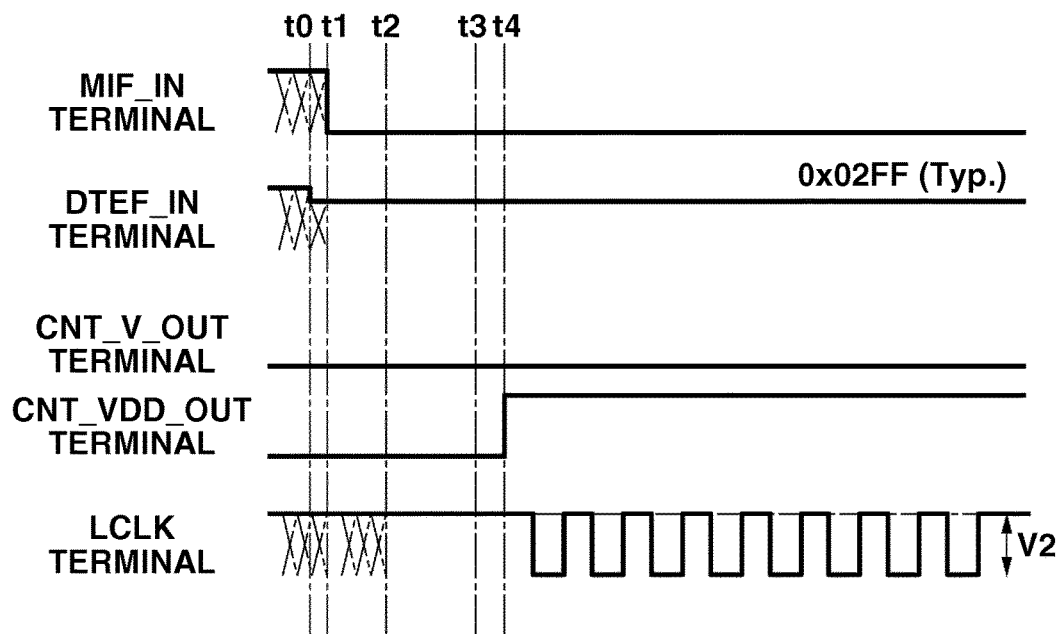 t0 t1 t2 t3 t4
MIF_IN
TERMINAL
0x02FF (Typ.)
DTEF_IN
TERMINAL
CNT_V_OUT
TERMINAL
CNT_VDD_OUT
TERMINAL
LCLK
TERMINAL
V2